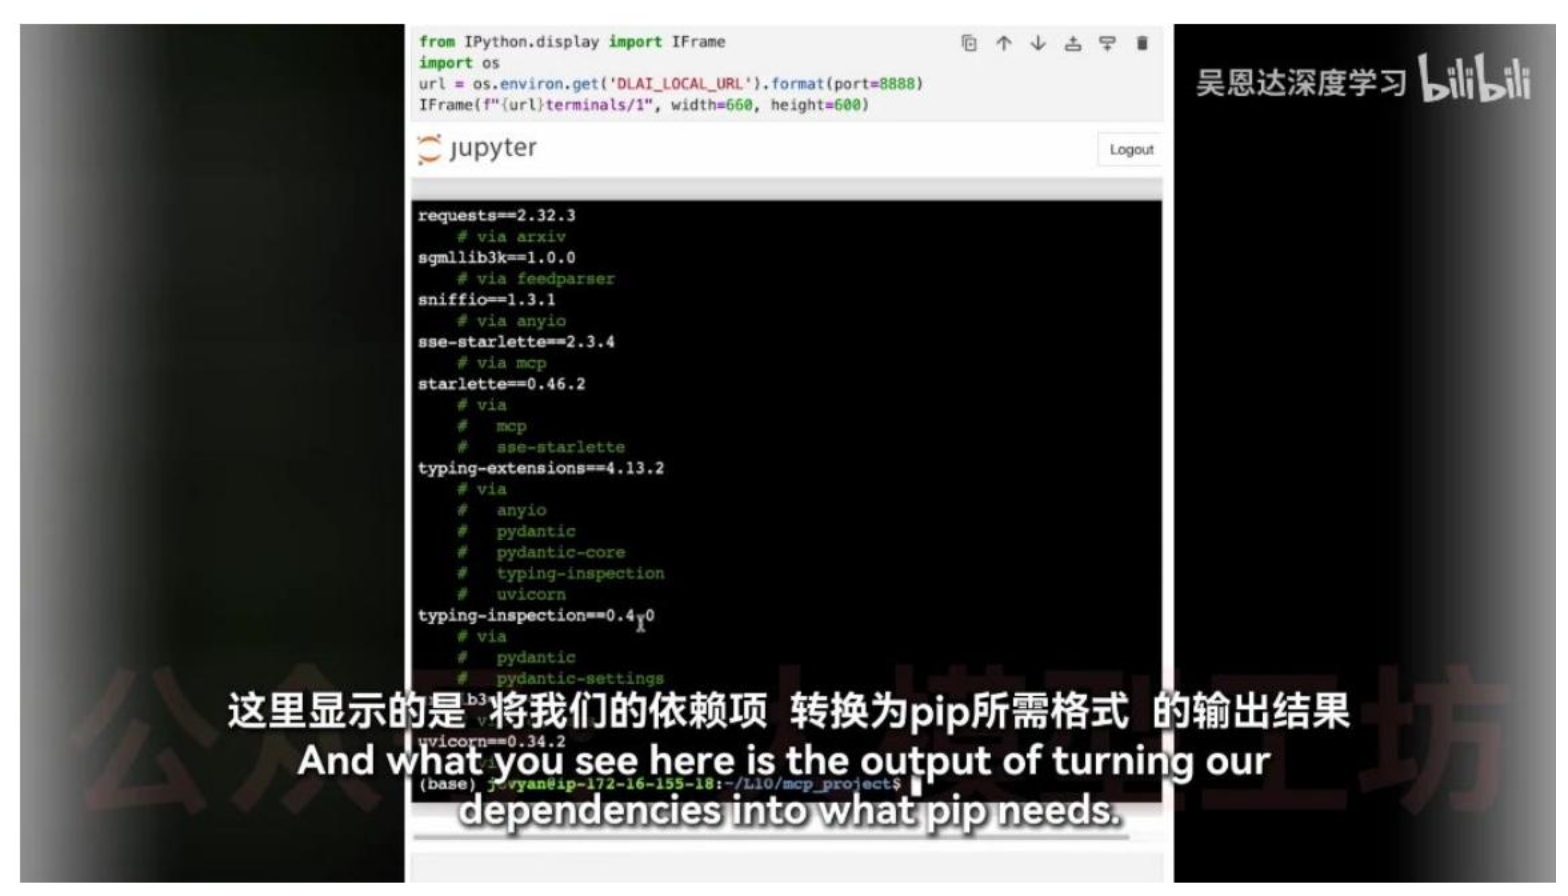 from IPython.display import IFrame
import os
url = os.environ.get('DLAI_LOCAL_URL').format(port=8888)
IFrame(f"{url}terminals/1", width=660, height=600)
吴恩达深度学习 bilibili
jupyter
Logout
requests==2.32.3
# via arxiv
sgmllib3k==1.0.0
# via feedparser
sniffio==1.3.1
# via anyio
sse-starlette==2.3.4
# via mcp
starlette==0.46.2
# via
# mcp
# sse-starlette
typing-extensions==4.13.2
# via
# anyio
# pydantic
# pydantic-core
# typing-inspection
# uvicorn
typing-inspection==0.4.0
# via
# pydantic
# pydantic-settings
这里显示的是 将我们的依赖项 转换为pip所需格式 的输出结果
uvicorn==0.34.2
And what you see here is the output of turning our
(base) jovyan@ip-172-16-155-18:~/L10/mcp_project$
dependencies into what pip needs.